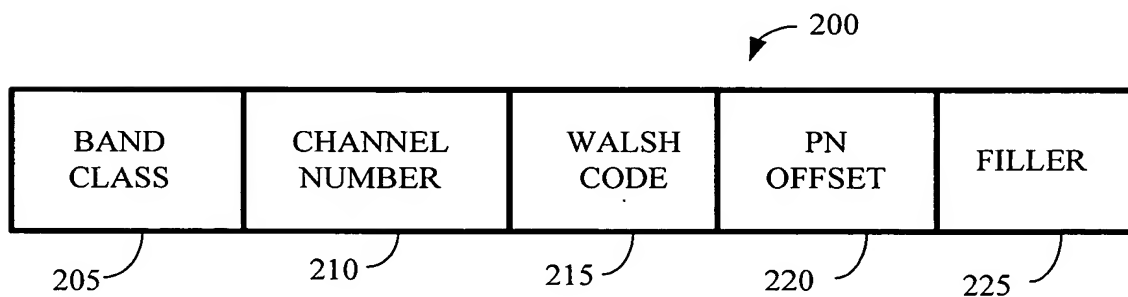 200
BAND
CLASS
CHANNEL
NUMBER
WALSH
CODE
PN
OFFSET
FILLER
205
210
215
220
225